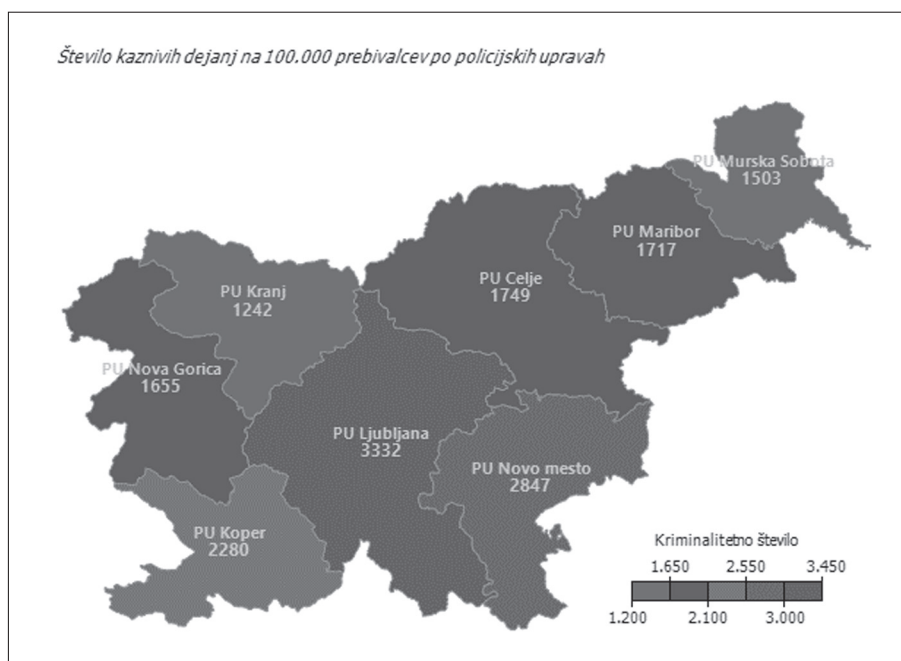 Število kaznivih dejanj na 100.000 prebivalcev po policijskih upravah
PU Murska Sobota
1503
PU Maribor
1717
PU Celje
1749
PU Kranj
1242
PU Nova Gorica
1655
PU Ljubljana
3332
PU Novo mesto
2847
PU Koper
2280
Kriminalitetno število
1.650 2.550 3.450
1.200 2.100 3.000